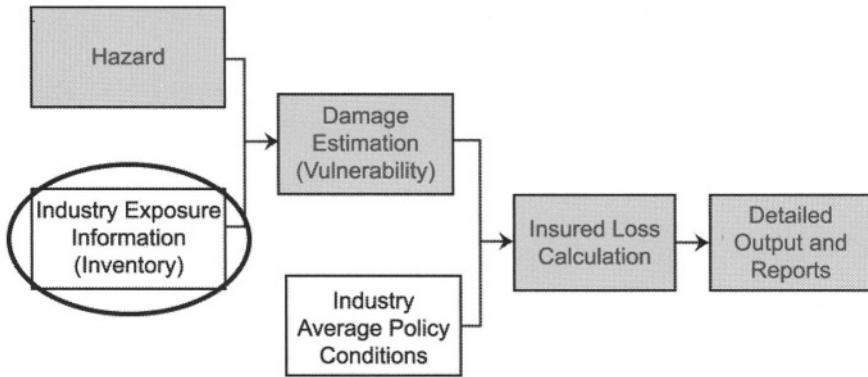 Hazard
Industry Exposure
Information
(Inventory)
Damage
Estimation
(Vulnerability)
Industry
Average Policy
Conditions
Insured Loss
Calculation
Detailed
Output and
Reports